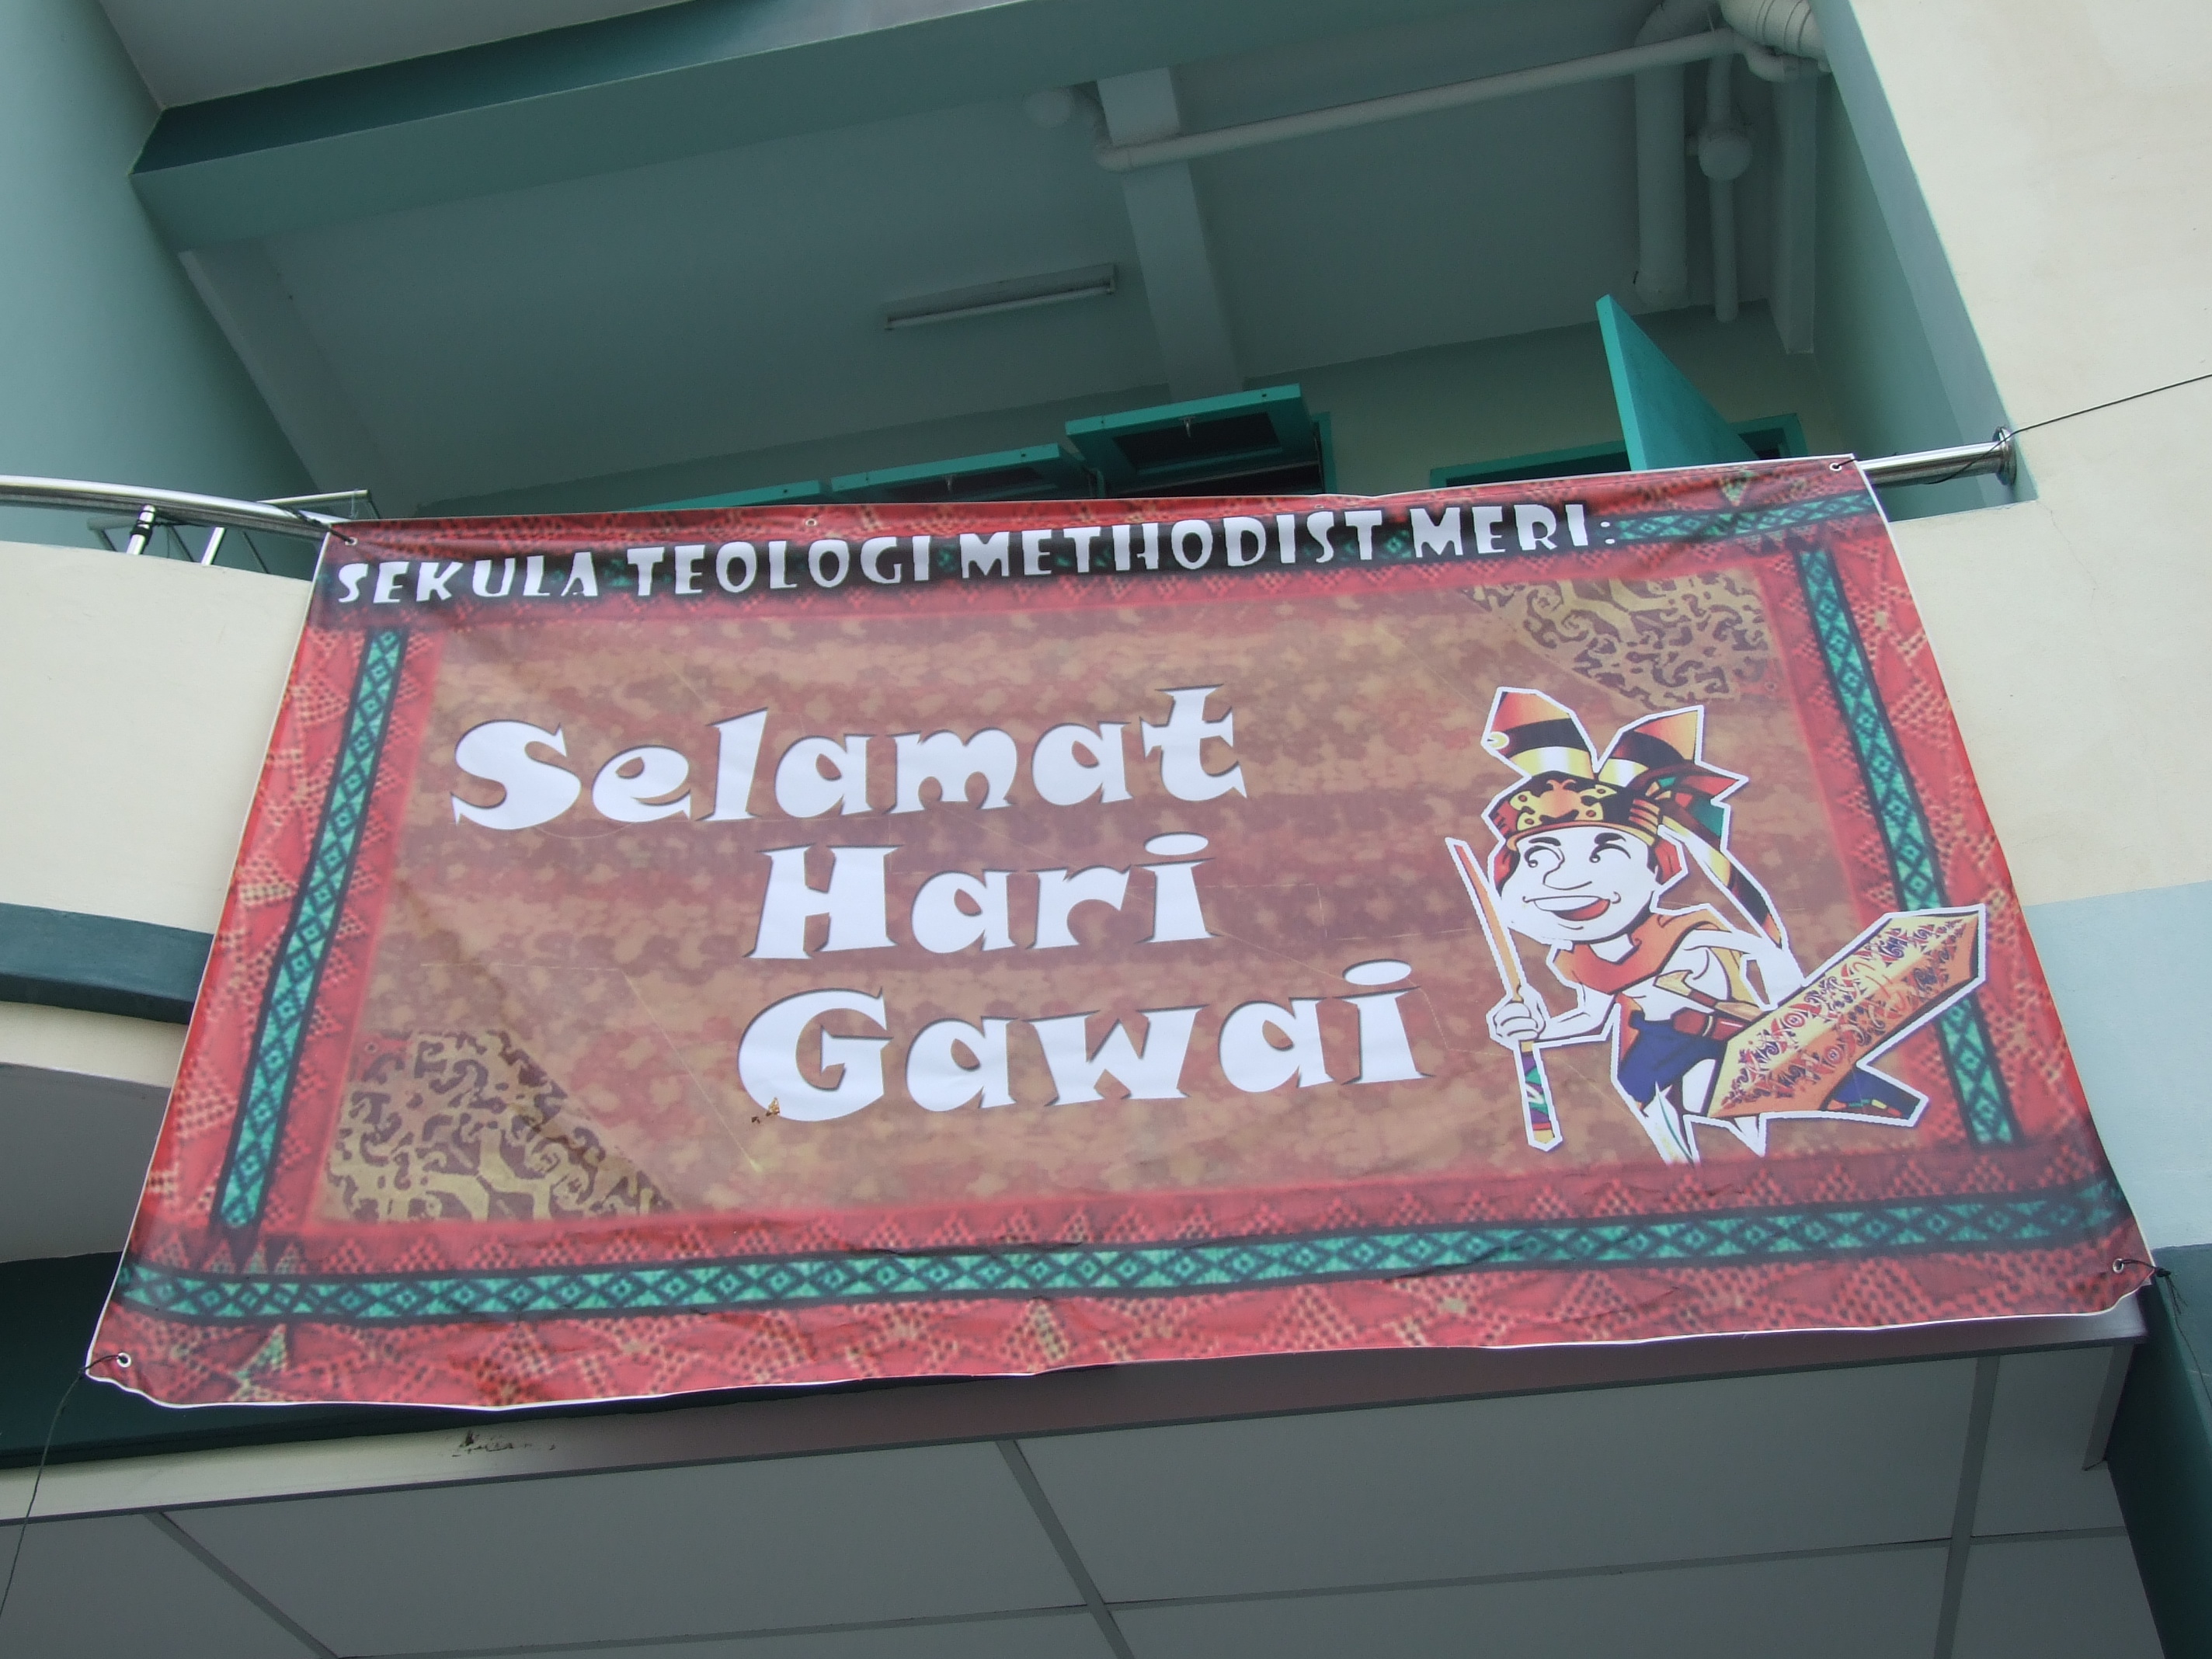 SEKULA TEOLOGI METHODIST MERI:
Selamat
Hari
Gawai